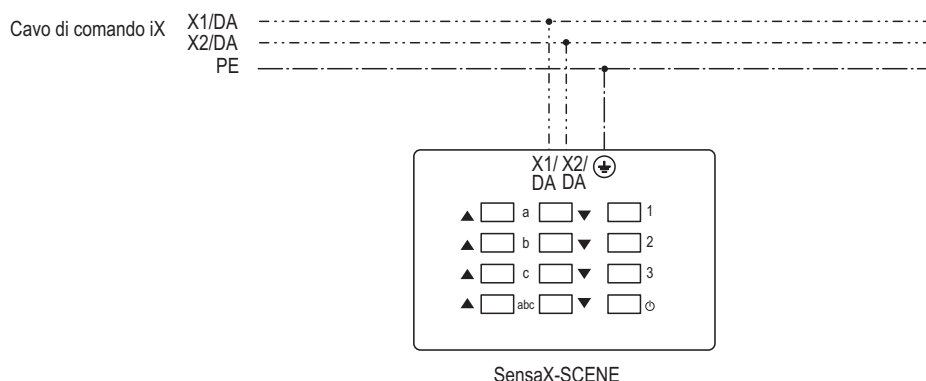 Cavo di comando iX
X1/DA
X2/DA
PE
X1/ X2/
DA DA
a 1
b 2
c 3
abc
SensaX-SCENE